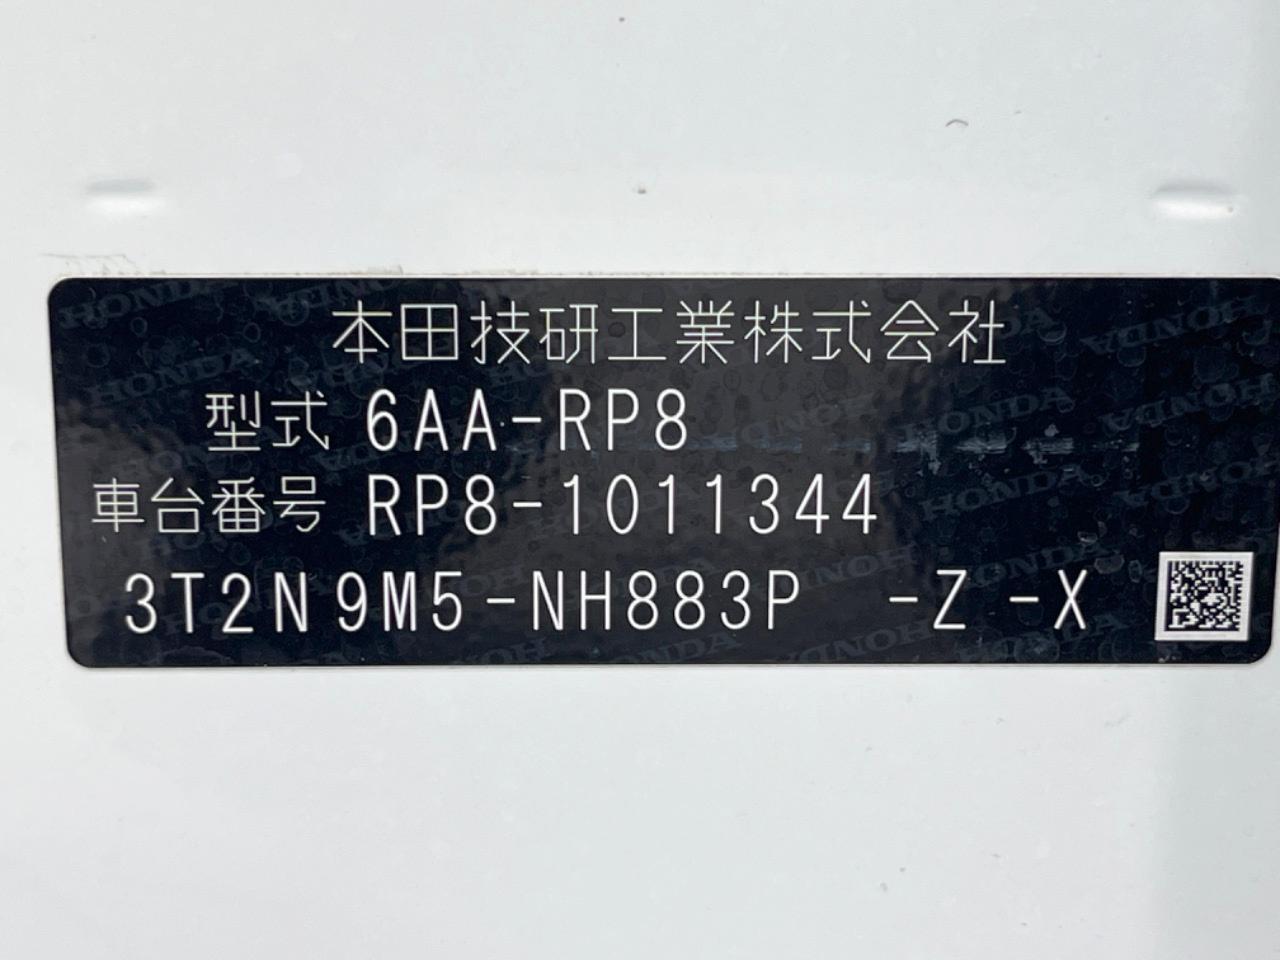 本田技研工業株式会社
型式 6AA-RP8
車台番号 RP8-1011344
3T2N9M5-NH883P -Z -X